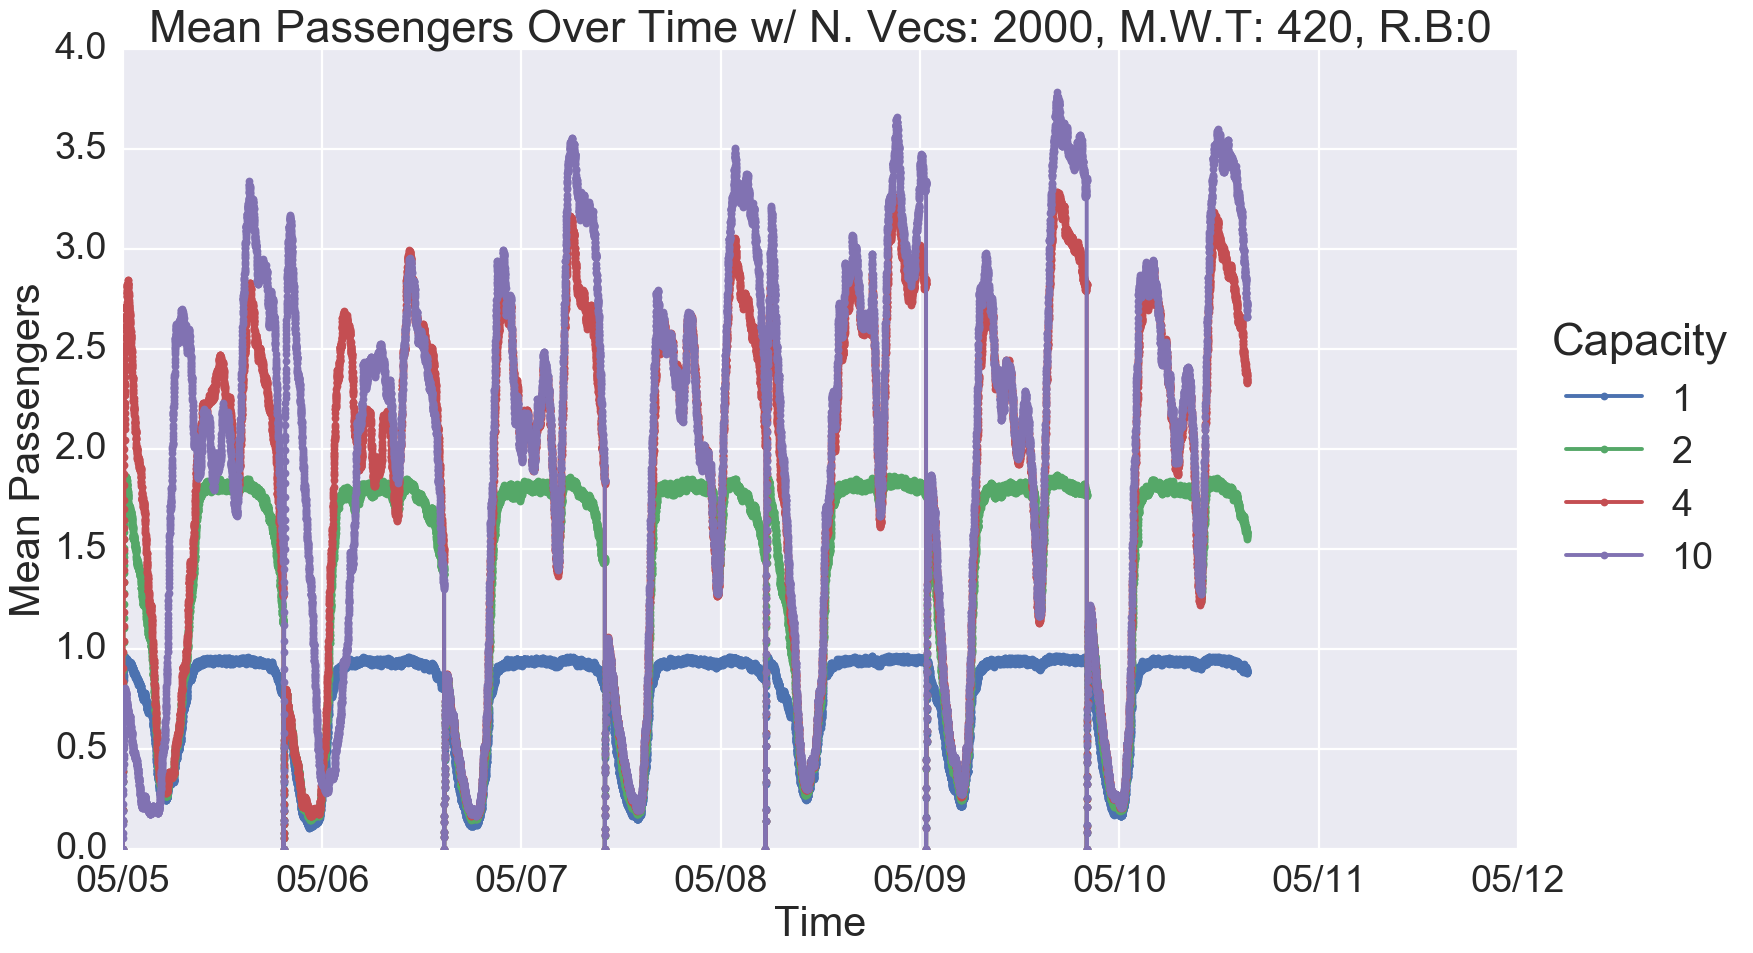 Mean Passengers Over Time w/ N. Vecs: 2000, M.W.T: 420, R.B:0
4.0
3.5
3.0
2.5
2.0
1.5
1.0
0.5
0.0
Mean Passengers
05/05 05/06 05/07 05/08 05/09 05/10 05/11 05/12
Time
Capacity
1
2
4
10